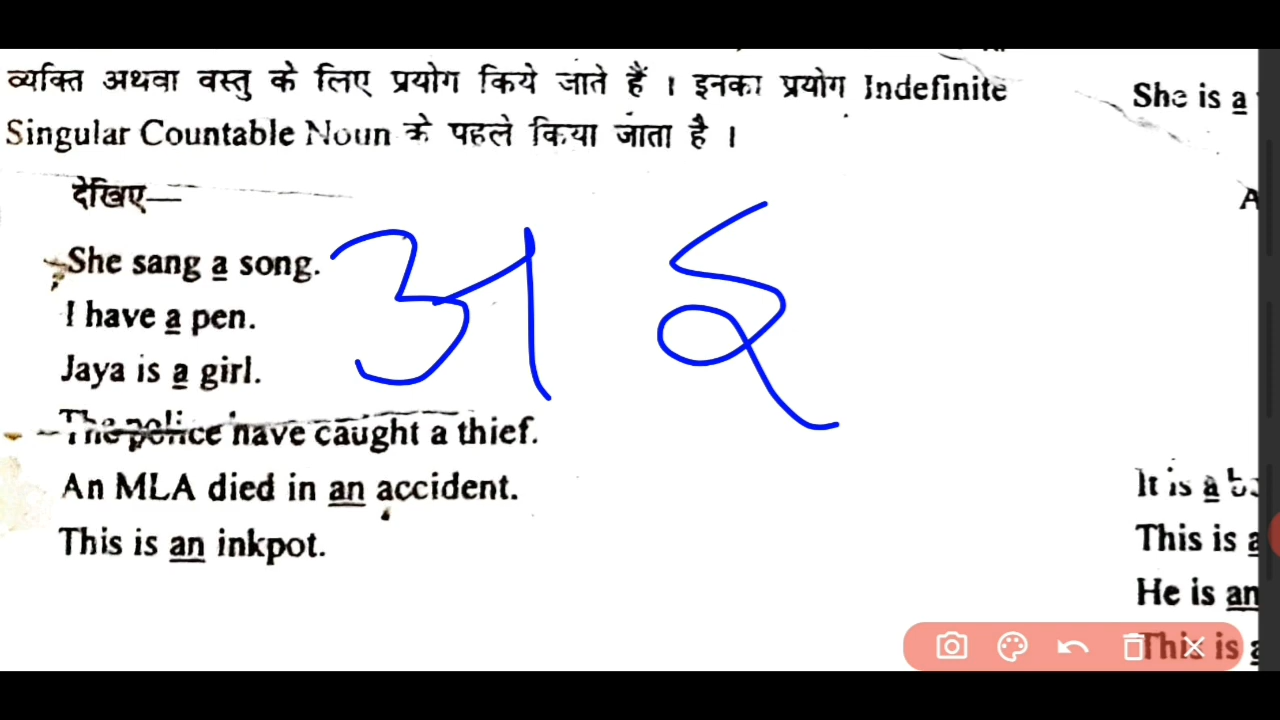 व्यक्ति अथवा वस्तु के लिए प्रयोग किये जाते हैं । इनका प्रयोग Indefinite
Singular Countable Noun के पहले किया जाता है ।
देखिए—
She sang a song.
I have a pen.
Jaya is a girl.
The police have caught a thief.
An MLA died in an accident.
This is an inkpot.
अ इ
She is a
A
It is a
This is a
He is an
This is a